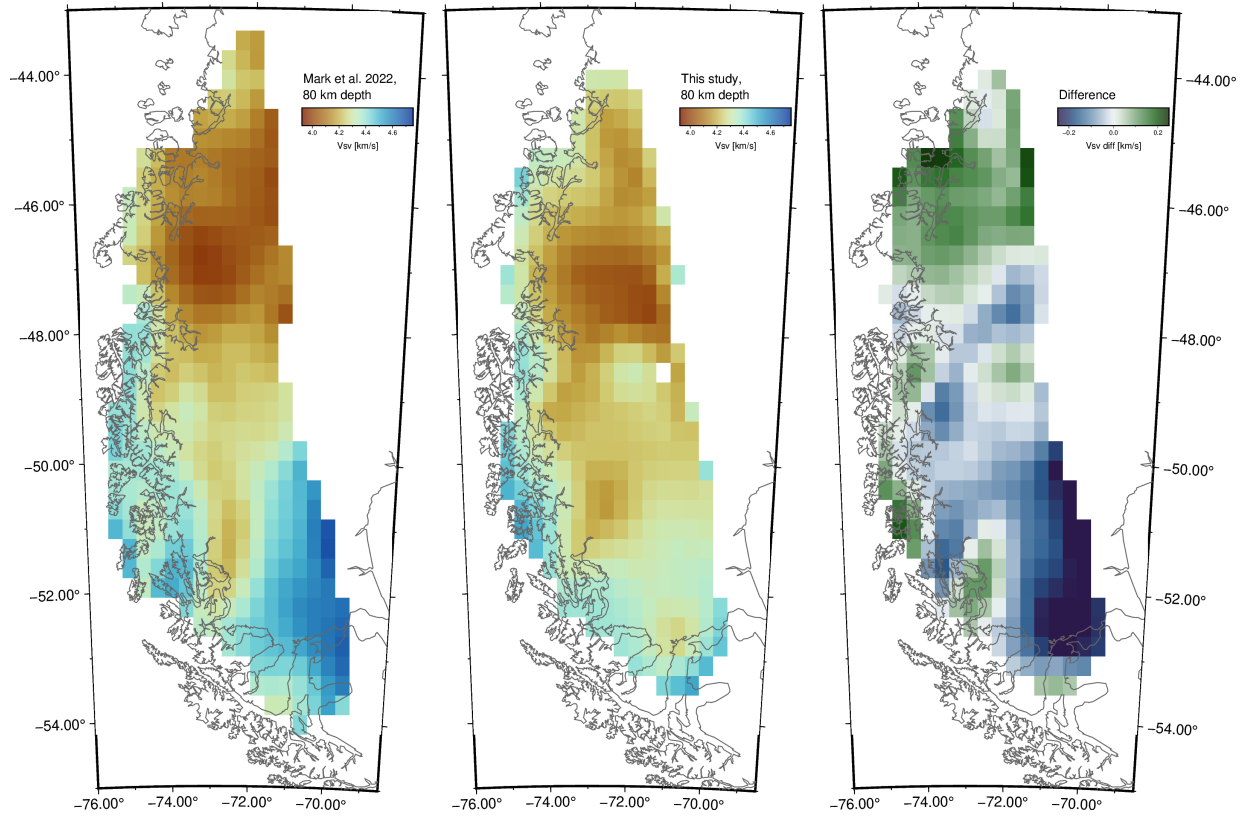 Mark et al. 2022,
80 km depth
4.0 4.2 4.4 4.6
Vsv [km/s]
This study,
80 km depth
4.0 4.2 4.4 4.6
Vsv [km/s]
Difference
−0.2 0.0 0.2
Vsv diff [km/s]
−44.00° −44.00°
−46.00° −46.00°
−48.00° −48.00°
−50.00° −50.00°
−52.00° −52.00°
−54.00° −54.00°
−76.00° −74.00° −72.00° −70.00° −76.00° −74.00° −72.00° −70.00° −76.00° −74.00° −72.00° −70.00°